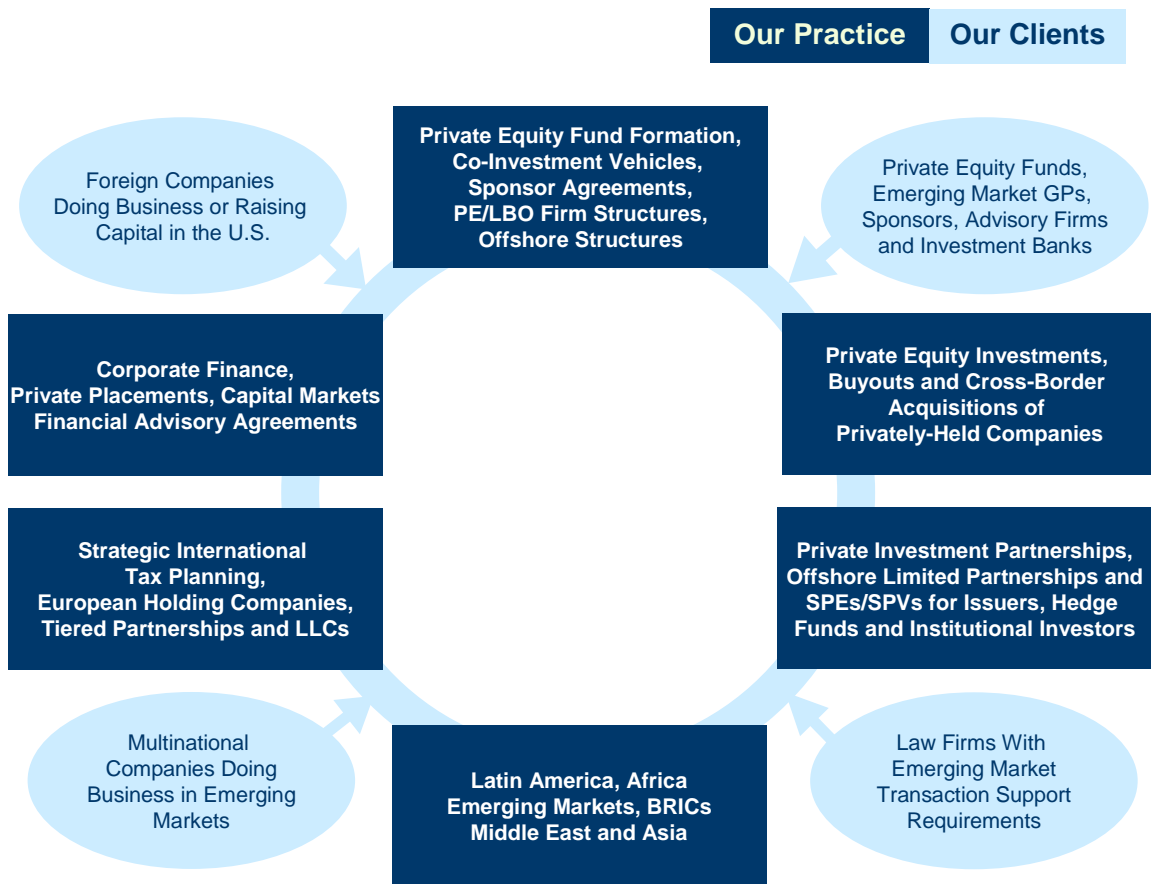 Our Practice
Our Clients
Private Equity Fund Formation,
Co-Investment Vehicles,
Sponsor Agreements,
PE/LBO Firm Structures,
Offshore Structures
Foreign Companies
Doing Business or Raising
Capital in the U.S.
Private Equity Funds,
Emerging Market GPs,
Sponsors, Advisory Firms
and Investment Banks
Corporate Finance,
Private Placements, Capital Markets
Financial Advisory Agreements
Private Equity Investments,
Buyouts and Cross-Border
Acquisitions of
Privately-Held Companies
Strategic International
Tax Planning,
European Holding Companies,
Tiered Partnerships and LLCs
Private Investment Partnerships,
Offshore Limited Partnerships and
SPEs/SPVs for Issuers, Hedge
Funds and Institutional Investors
Multinational
Companies Doing
Business in Emerging
Markets
Latin America, Africa
Emerging Markets, BRICs
Middle East and Asia
Law Firms With
Emerging Market
Transaction Support
Requirements